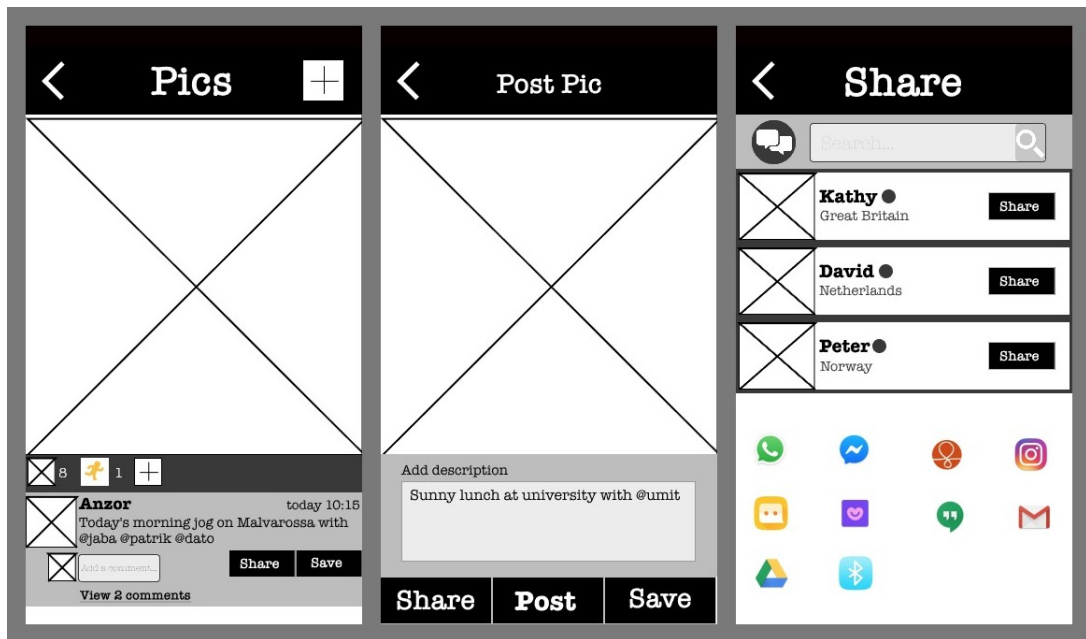 Pics
8
1
Anzor
today 10:15
Today's morning jog on Malvarossa with
@jaba @patrik @dato
Add a comment...
Share
Save
View 2 comments
Post Pic
Add description
Sunny lunch at university with @umit
Share
Post
Save
Share
Search...
Kathy
Great Britain
Share
David
Netherlands
Share
Peter
Norway
Share